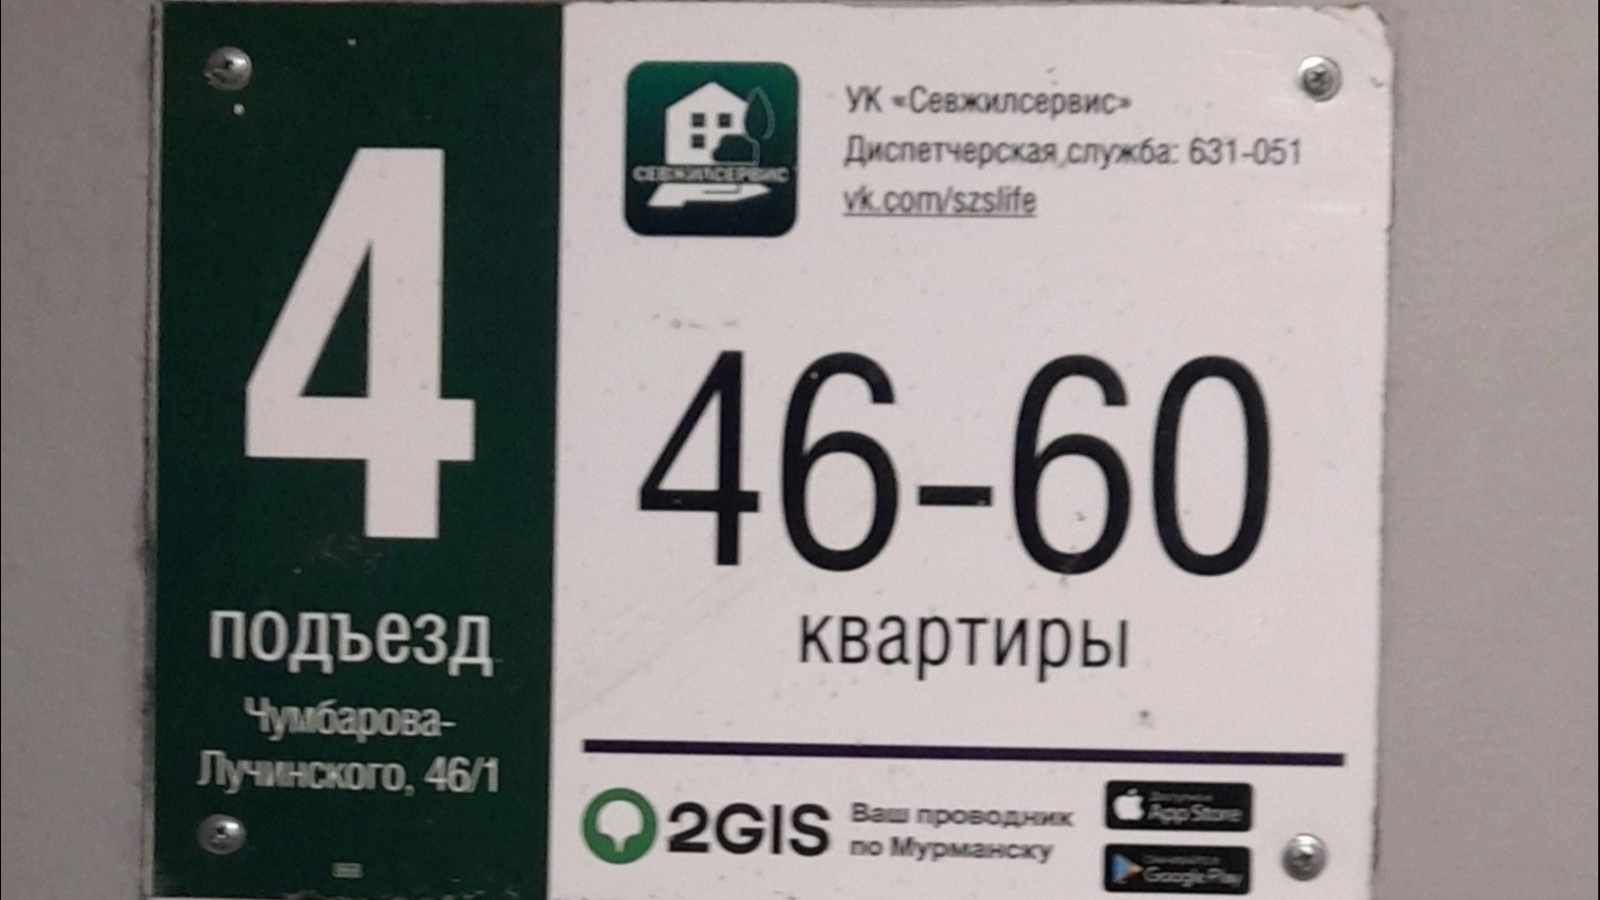 4
подъезд
Чумбарова-
Лучинского, 46/1
СЕВЖИЛСЕРВИС
УК «Севжилсервис»
Диспетчерская служба: 631-051
vk.com/szslife
46-60
квартиры
2GIS
Ваш проводник
по Мурманску
App Store
Google Play